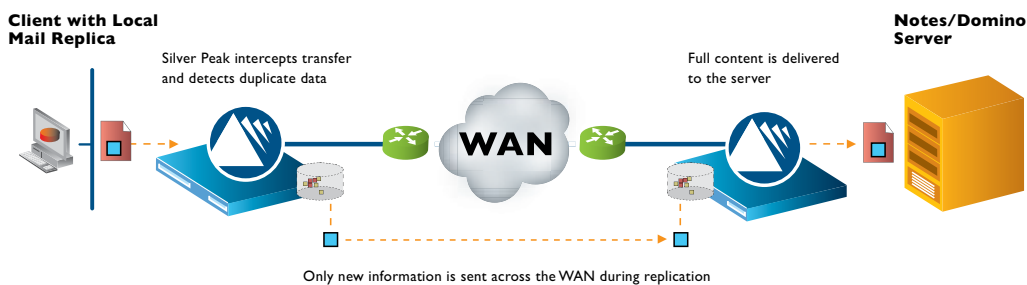 Client with Local
Mail Replica
Silver Peak intercepts transfer
and detects duplicate data
WAN
Full content is delivered
to the server
Notes/Domino
Server
Only new information is sent across the WAN during replication